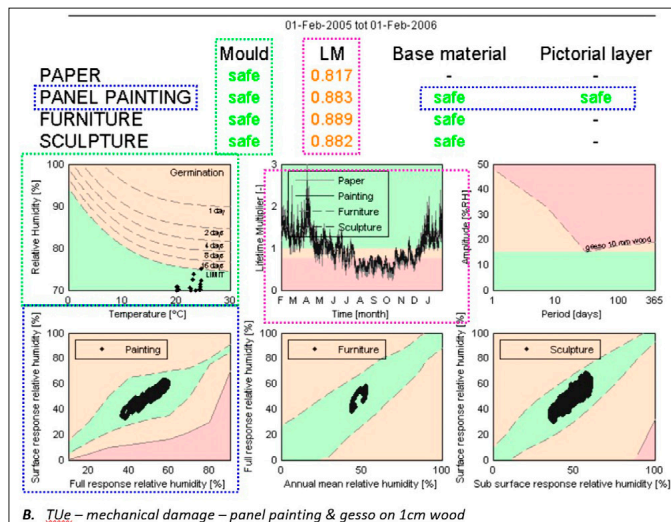 01-Feb-2005 tot 01-Feb-2006
Mould LM Base material Pictorial layer
PAPER safe 0.817 - -
PANEL PAINTING safe 0.883 safe safe
FURNITURE safe 0.889 safe -
SCULPTURE safe 0.882 safe -
100
90
80
70
Relative Humidity [%]
Germination
1 day
2 days
4 days
8 days
16 days
LIMIT
0 10 20 30
Temperature [°C]
3
2
1
0
Lifetime Multiplier [-]
Paper
Painting
Furniture
Sculpture
F M A M J J A S O N D J
Time [month]
50
40
30
20
10
0
Amplitude [%RH]
gesso 10 mm wood
1 10 100 365
Period [days]
100
80
60
40
20
0
Surface response relative humidity [%]
Painting
20 40 60 80
Full response relative humidity [%]
100
80
60
40
20
0
Full response relative humidity [%]
Furniture
0 50 100
Annual mean relative humidity [%]
100
80
60
40
20
0
Surface response relative humidity [%]
Sculpture
0 50 100
Sub surface response relative humidity [%]
B. TUe – mechanical damage – panel painting & gesso on 1cm wood